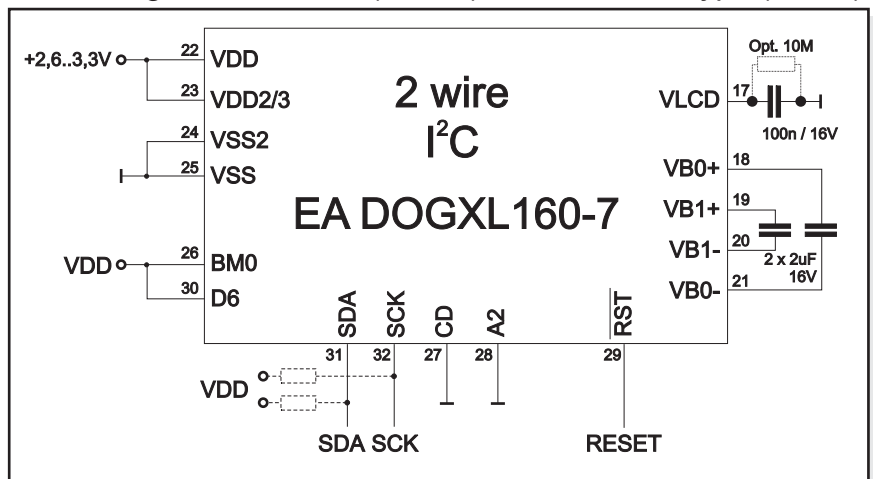 +2,6..3,3V
22 VDD
23 VDD2/3
24 VSS2
25 VSS
VDD
26 BM0
30 D6
2 wire
I²C
EA DOGXL160-7
Opt. 10M
VLCD 17
100n / 16V
VB0+ 18
VB1+ 19
VB1- 20
2 x 2uF
16V
VB0- 21
SDA SCK CD A2 RST
31 32 27 28 29
VDD
SDA SCK RESET